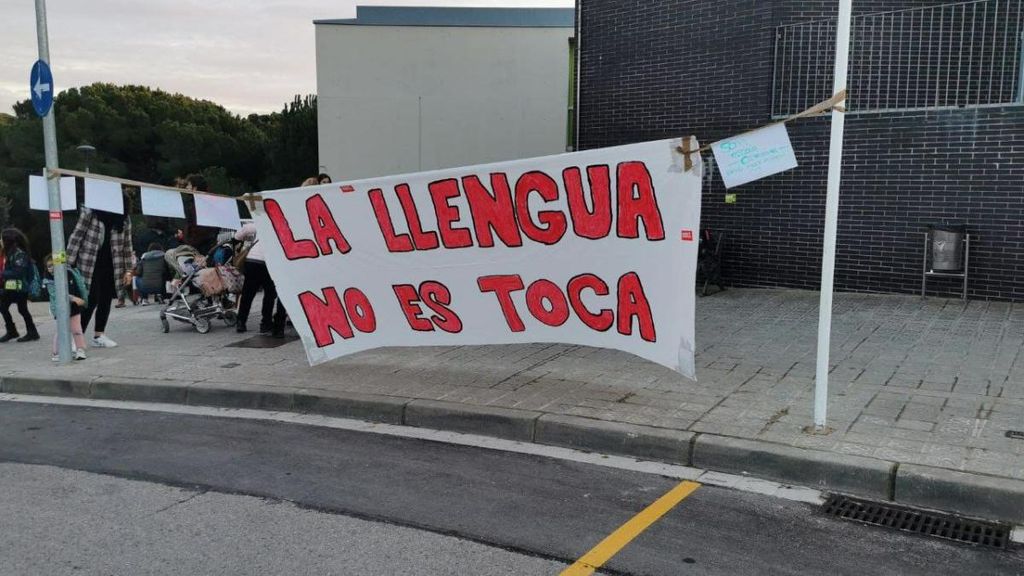 LA LLENGUA
NO ES TOCA